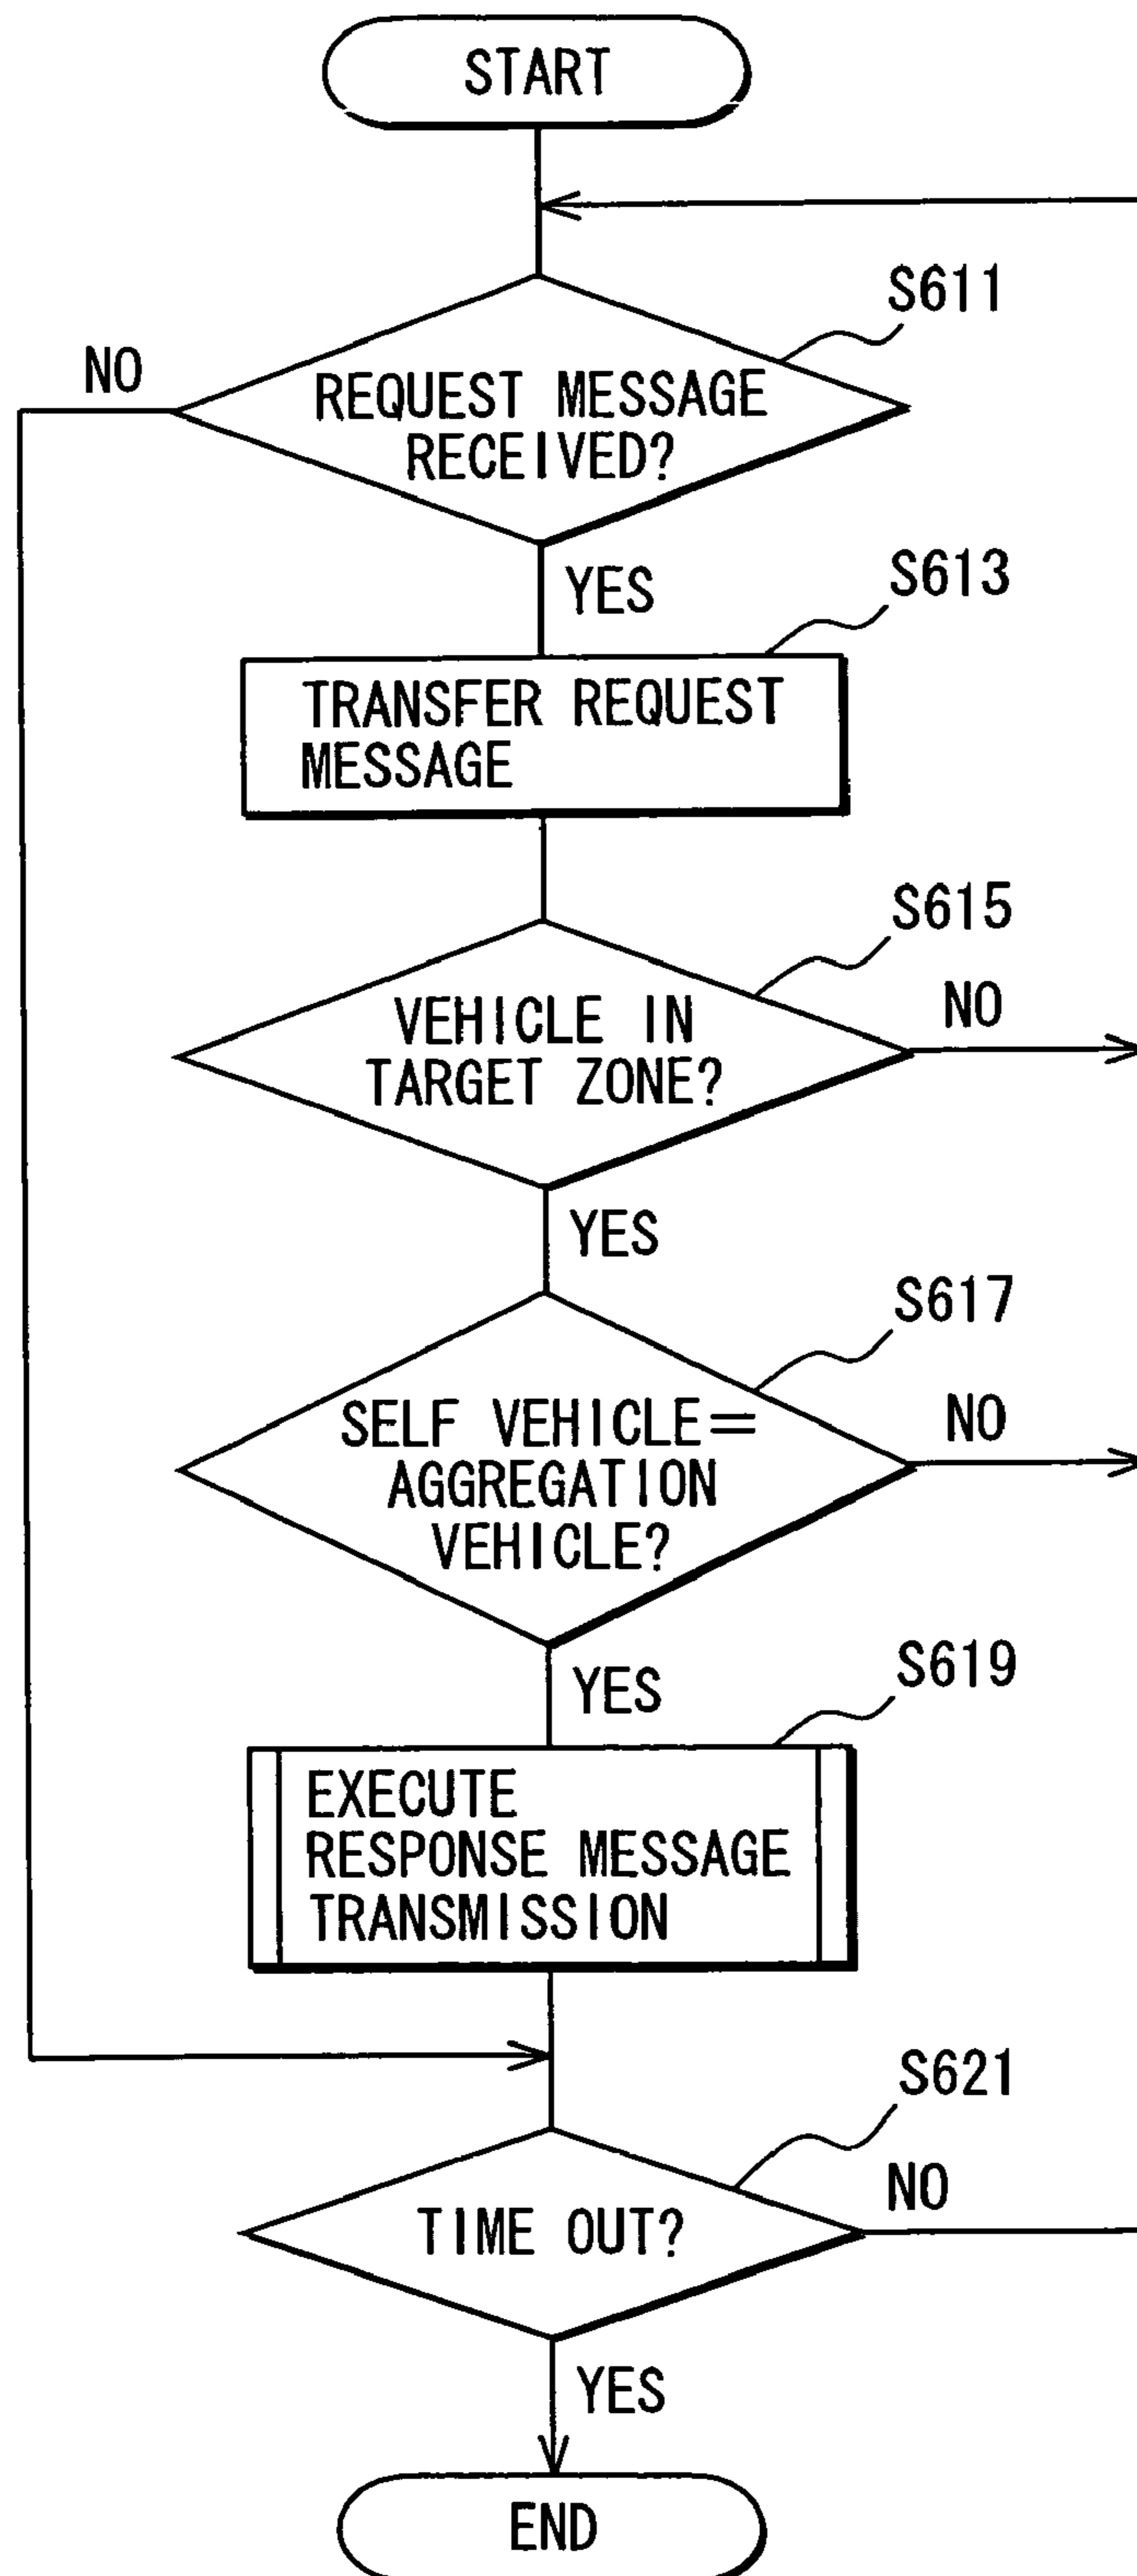 START
S611
NO
REQUEST MESSAGE
RECEIVED?
YES
S613
TRANSFER REQUEST
MESSAGE
S615
VEHICLE IN
TARGET ZONE?
NO
YES
S617
SELF VEHICLE=
AGGREGATION
VEHICLE?
NO
YES
S619
EXECUTE
RESPONSE MESSAGE
TRANSMISSION
S621
TIME OUT?
NO
YES
END